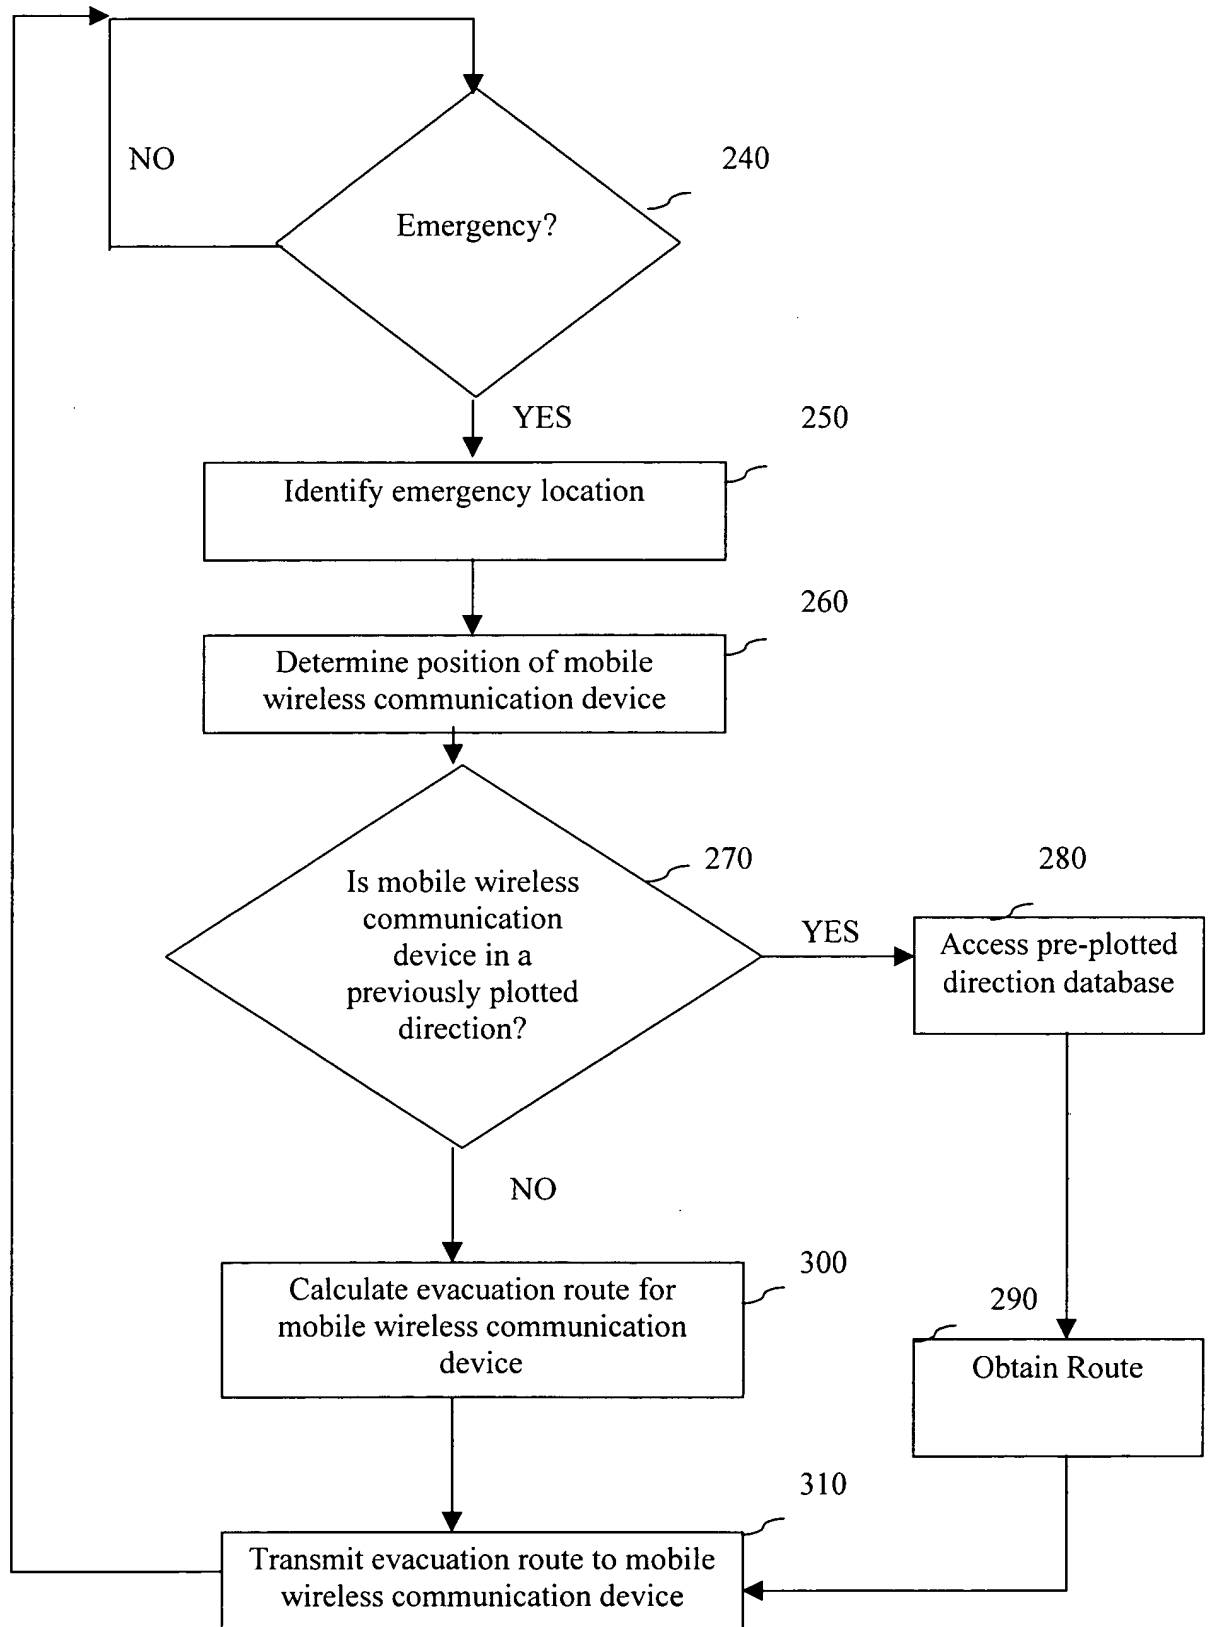 NO
240
Emergency?
YES
250
Identify emergency location
260
Determine position of mobile
wireless communication device
270
Is mobile wireless
communication
device in a
previously plotted
direction?
YES
280
Access pre-plotted
direction database
NO
300
Calculate evacuation route for
mobile wireless communication
device
290
Obtain Route
310
Transmit evacuation route to mobile
wireless communication device